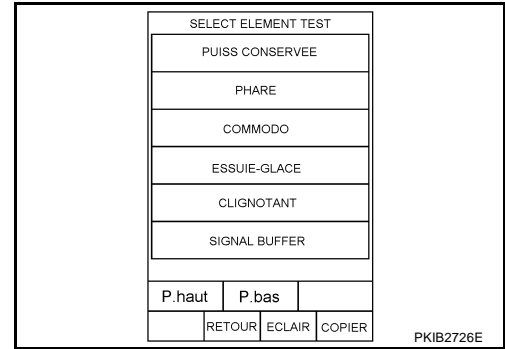 SELECT ELEMENT TEST
PUISS CONSERVEE
PHARE
COMMODO
ESSUIE-GLACE
CLIGNOTANT
SIGNAL BUFFER
P.haut P.bas
RETOUR ECLAIR COPIER
PKIB2726E